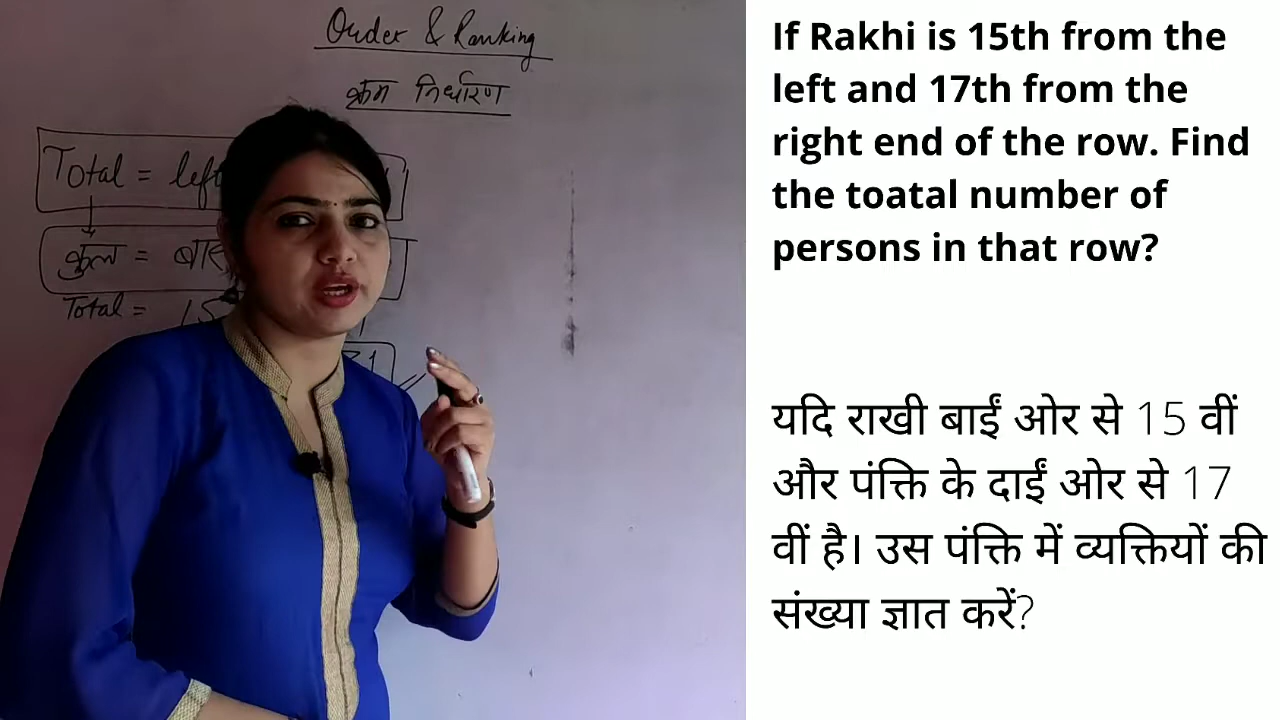 Order & Ranking
क्रम निर्धारण
Total = left
कुल =
Total = 15
If Rakhi is 15th from the
left and 17th from the
right end of the row. Find
the toatal number of
persons in that row?
यदि राखी बाईं ओर से 15 वीं
और पंक्ति के दाईं ओर से 17
वीं है। उस पंक्ति में व्यक्तियों की
संख्या ज्ञात करें?